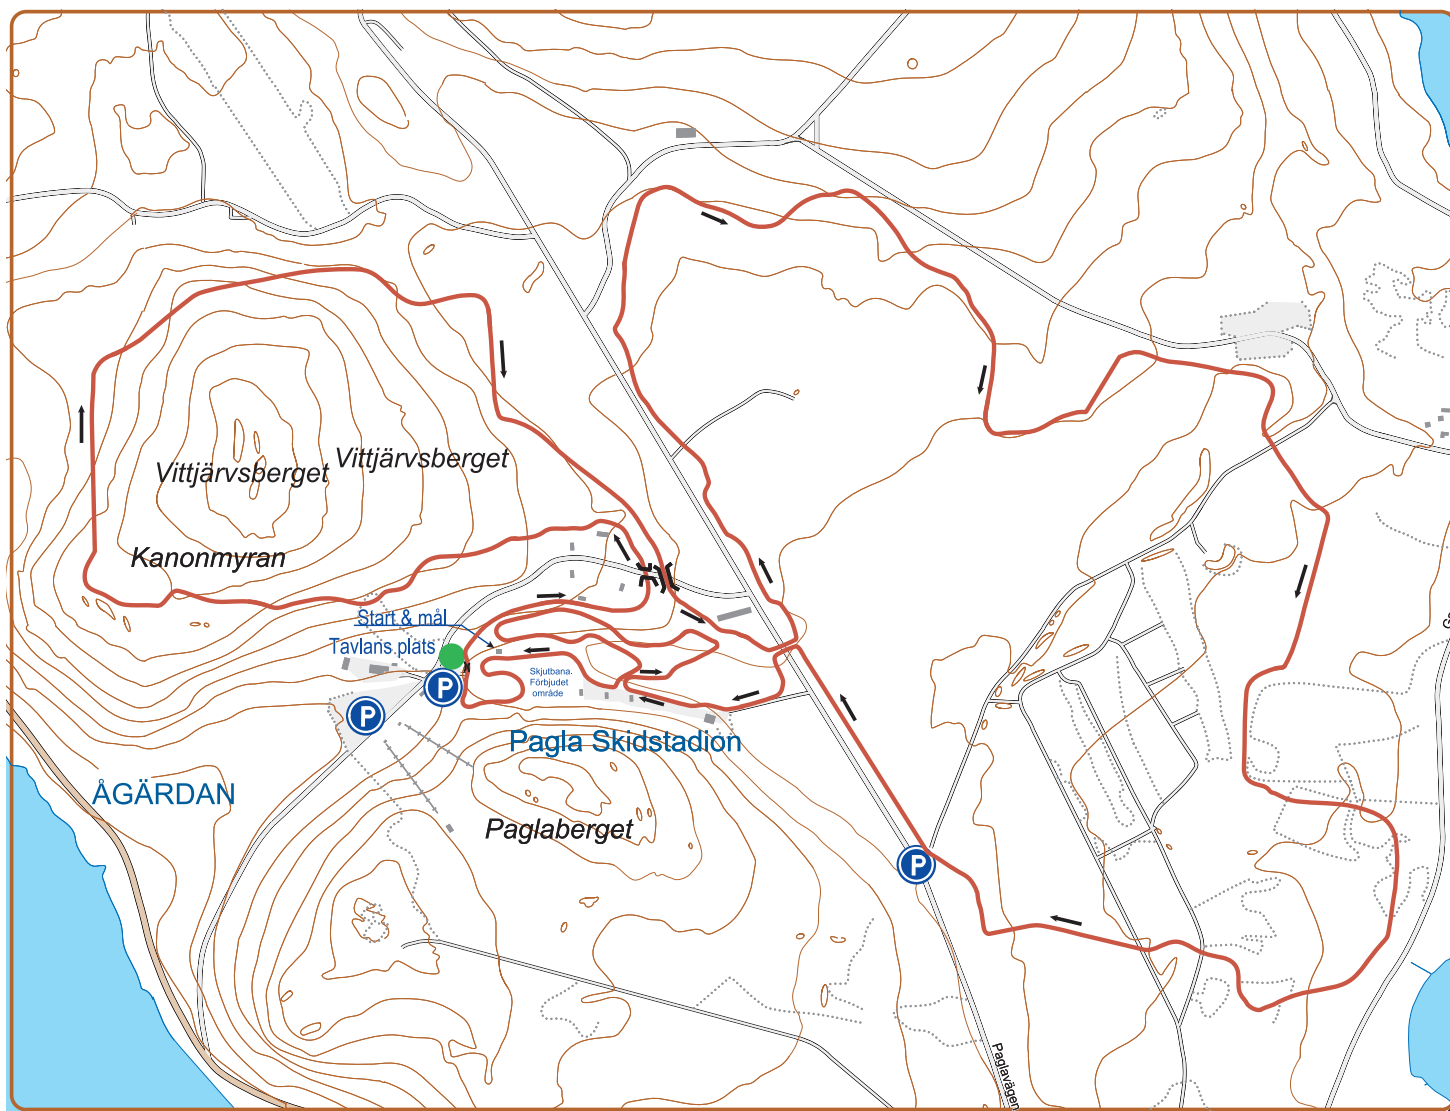 Vittjärvsberget
Vittjärvsberget
Kanonmyran
Start & mål
Tavlans plats
P
P
Skjutbana.
Förbjudet
område
Pagla Skidstadion
ÅGÄRDAN
Paglaberget
P
Paglavägen